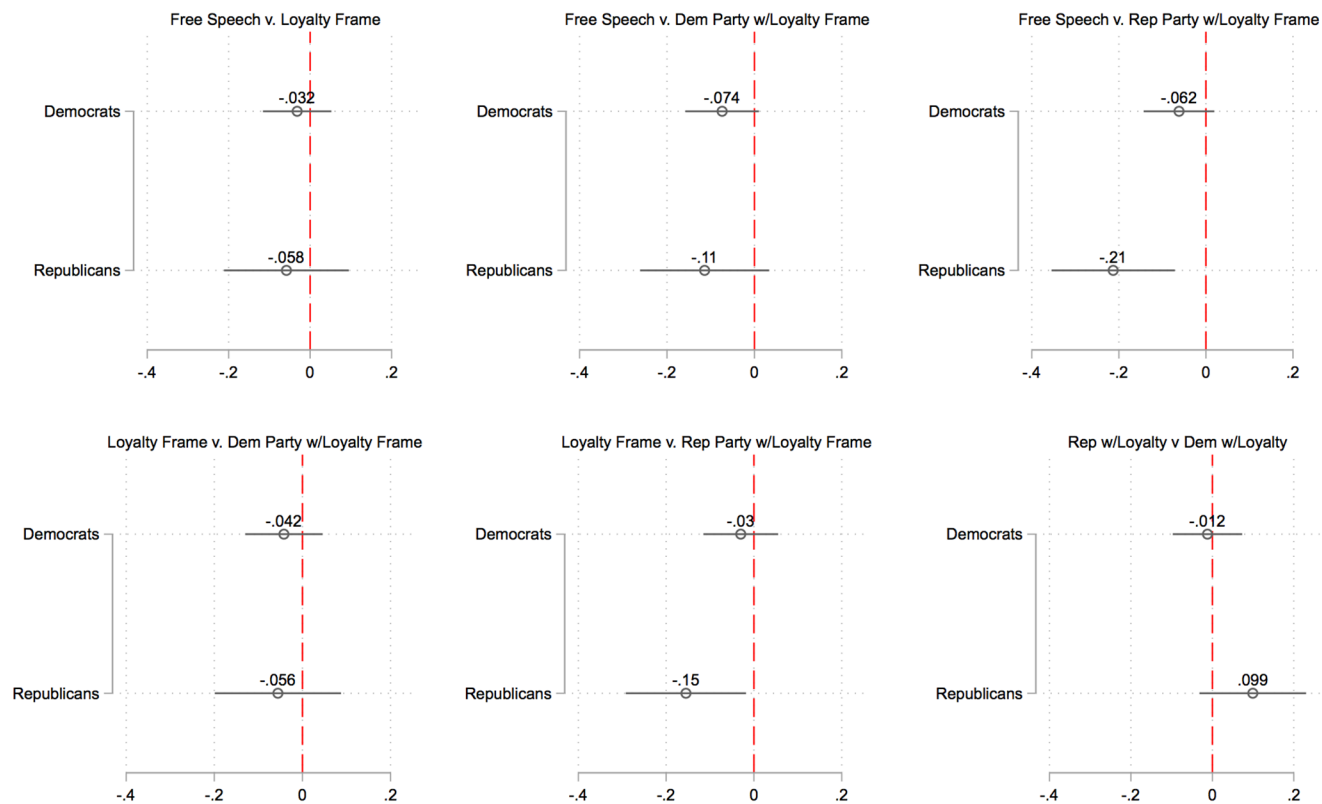 Free Speech v. Loyalty Frame
Democrats
-.032
Republicans
-.058
-.4 -.2 0 .2
Free Speech v. Dem Party w/Loyalty Frame
Democrats
-.074
Republicans
-.11
-.4 -.2 0 .2
Free Speech v. Rep Party w/Loyalty Frame
Democrats
-.062
Republicans
-.21
-.4 -.2 0 .2
Loyalty Frame v. Dem Party w/Loyalty Frame
Democrats
-.042
Republicans
-.056
-.4 -.2 0 .2
Loyalty Frame v. Rep Party w/Loyalty Frame
Democrats
-.03
Republicans
-.15
-.4 -.2 0 .2
Rep w/Loyalty v Dem w/Loyalty
Democrats
-.012
Republicans
.099
-.4 -.2 0 .2